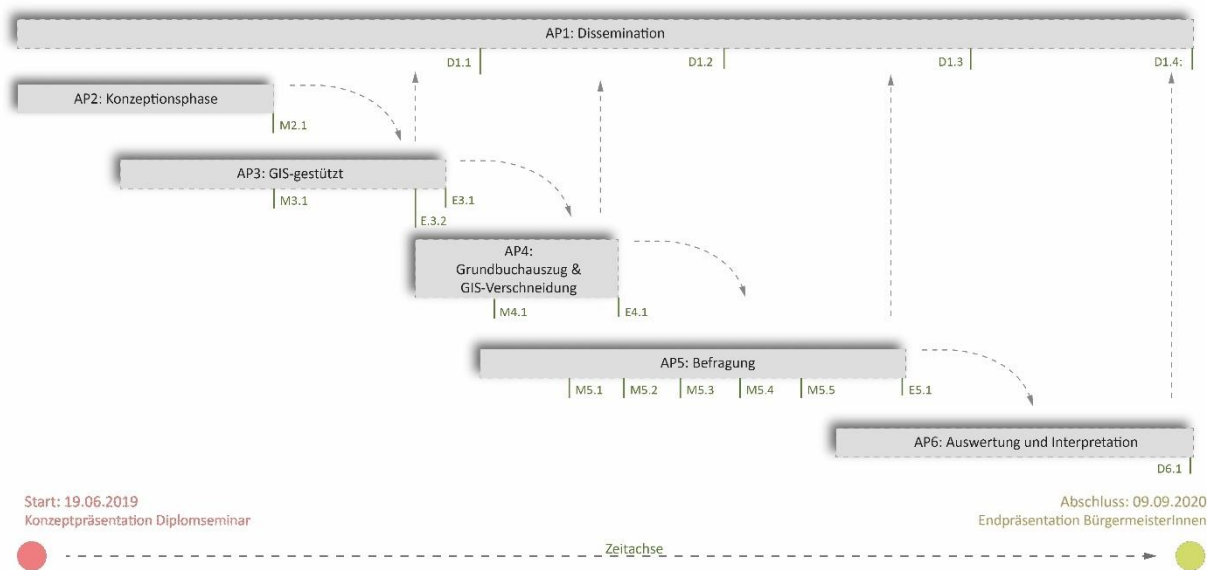 AP1: Dissemination
D1.1
D1.2
D1.3
D1.4:
AP2: Konzeptionsphase
M2.1
AP3: GIS-gestützt
M3.1
E.3.2
E3.1
AP4:
Grundbuchauszug &
GIS-Verschneidung
M4.1
E4.1
AP5: Befragung
M5.1
M5.2
M5.3
M5.4
M5.5
E5.1
AP6: Auswertung und Interpretation
D6.1
Start: 19.06.2019
Konzeptpräsentation Diplomseminar
Abschluss: 09.09.2020
Endpräsentation BürgermeisterInnen
Zeitachse